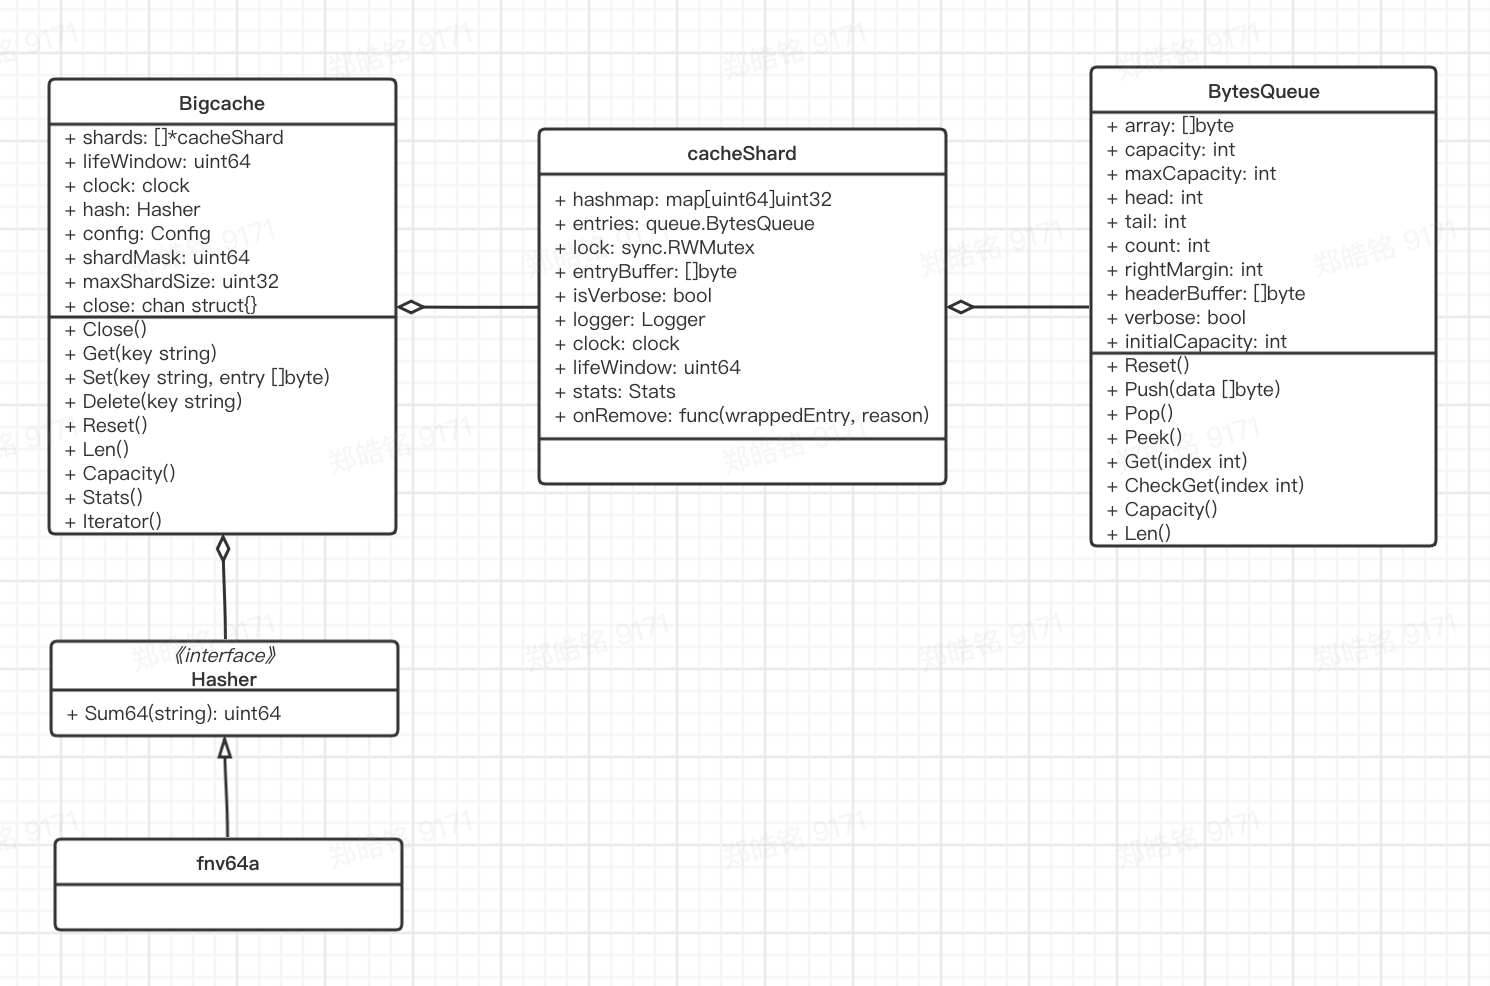 Bigcache
+ shards: []*cacheShard
+ lifeWindow: uint64
+ clock: clock
+ hash: Hasher
+ config: Config
+ shardMask: uint64
+ maxShardSize: uint32
+ close: chan struct{}
+ Close()
+ Get(key string)
+ Set(key string, entry []byte)
+ Delete(key string)
+ Reset()
+ Len()
+ Capacity()
+ Stats()
+ Iterator()
cacheShard
+ hashmap: map[uint64]uint32
+ entries: queue.BytesQueue
+ lock: sync.RWMutex
+ entryBuffer: []byte
+ isVerbose: bool
+ logger: Logger
+ clock: clock
+ lifeWindow: uint64
+ stats: Stats
+ onRemove: func(wrappedEntry, reason)
BytesQueue
+ array: []byte
+ capacity: int
+ maxCapacity: int
+ head: int
+ tail: int
+ count: int
+ rightMargin: int
+ headerBuffer: []byte
+ verbose: bool
+ initialCapacity: int
+ Reset()
+ Push(data []byte)
+ Pop()
+ Peek()
+ Get(index int)
+ CheckGet(index int)
+ Capacity()
+ Len()
《interface》
Hasher
+ Sum64(string): uint64
fnv64a
郑皓铭 9171